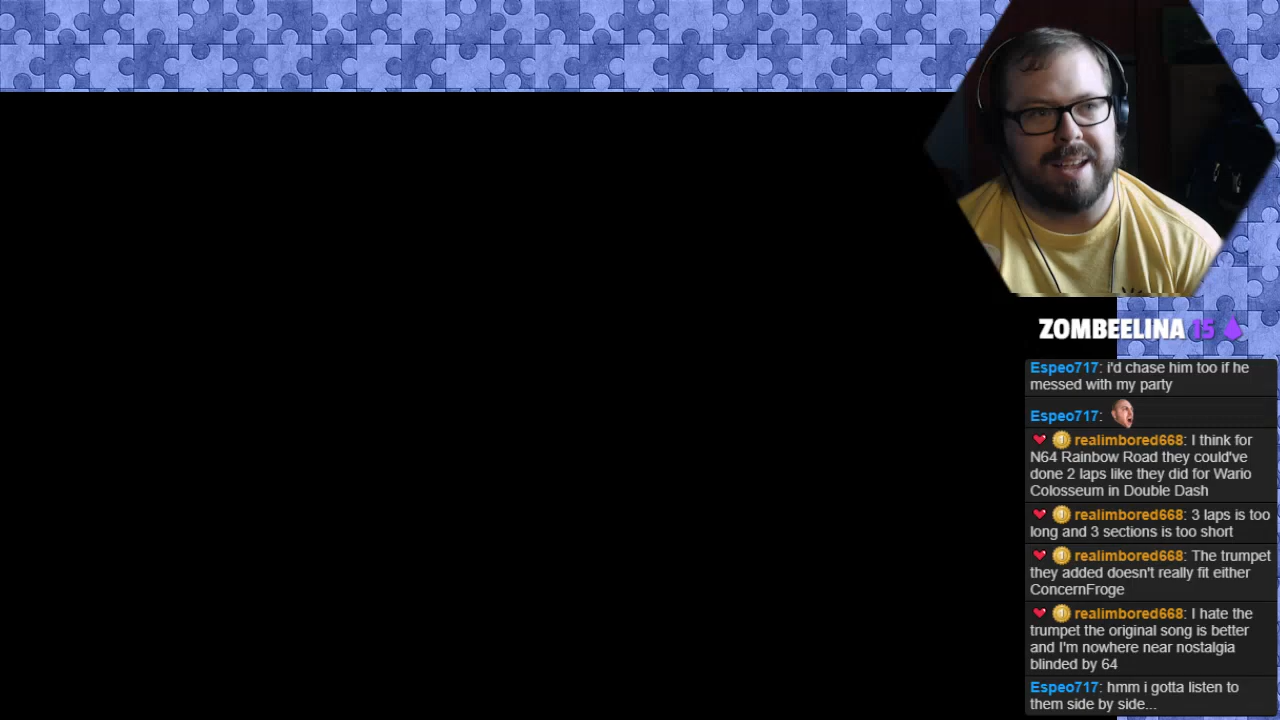 ZOMBEELINA 15
Espeo717: i'd chase him too if he
messed with my party
Espeo717:
realimbored668: I think for
N64 Rainbow Road they could've
done 2 laps like they did for Wario
Colosseum in Double Dash
realimbored668: 3 laps is too
long and 3 sections is too short
realimbored668: The trumpet
they added doesn't really fit either
ConcernFroge
realimbored668: I hate the
trumpet the original song is better
and I'm nowhere near nostalgia
blinded by 64
Espeo717: hmm i gotta listen to
them side by side...